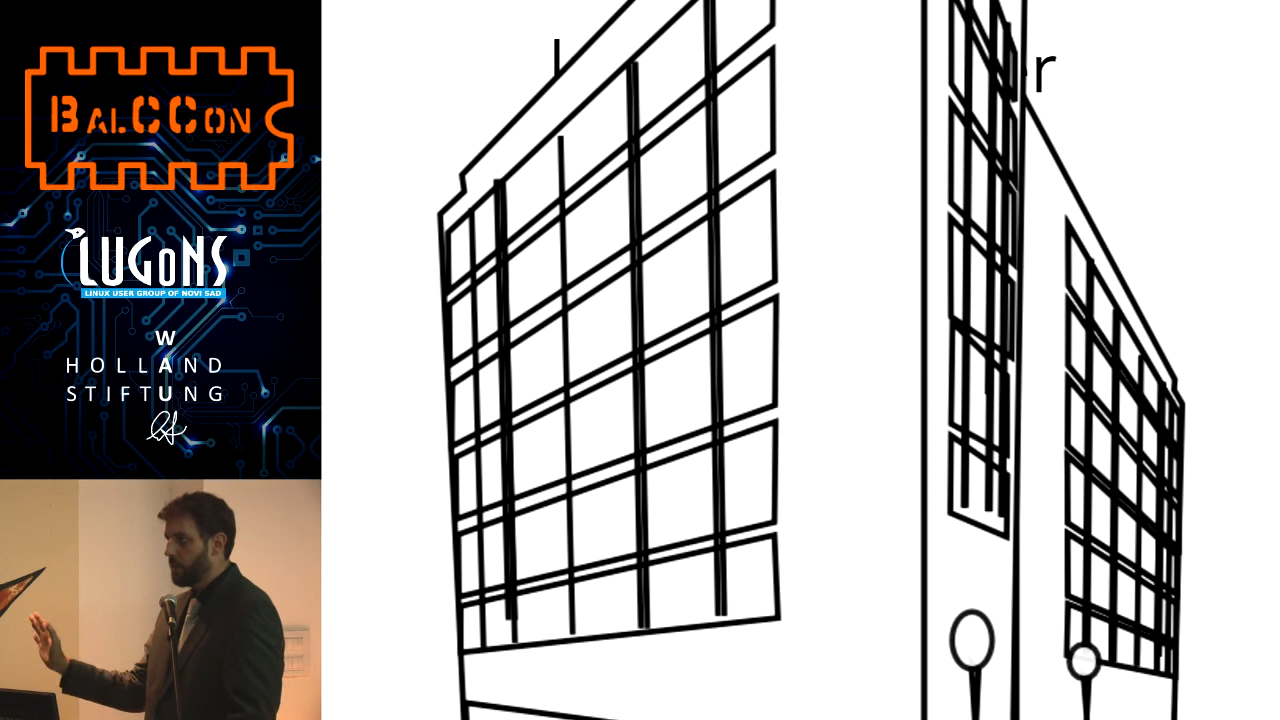 BALCCON
LUGONS
LINUX USER GROUP OF NOVI SAD
W
HOLLAND
STIFTUNG